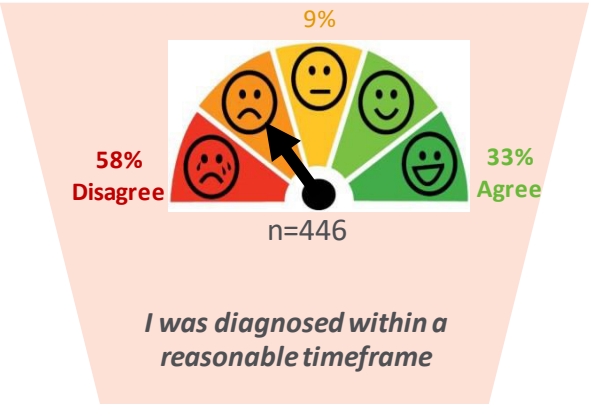 9%
58%
Disagree
33%
Agree
n=446
I was diagnosed within a
reasonable timeframe